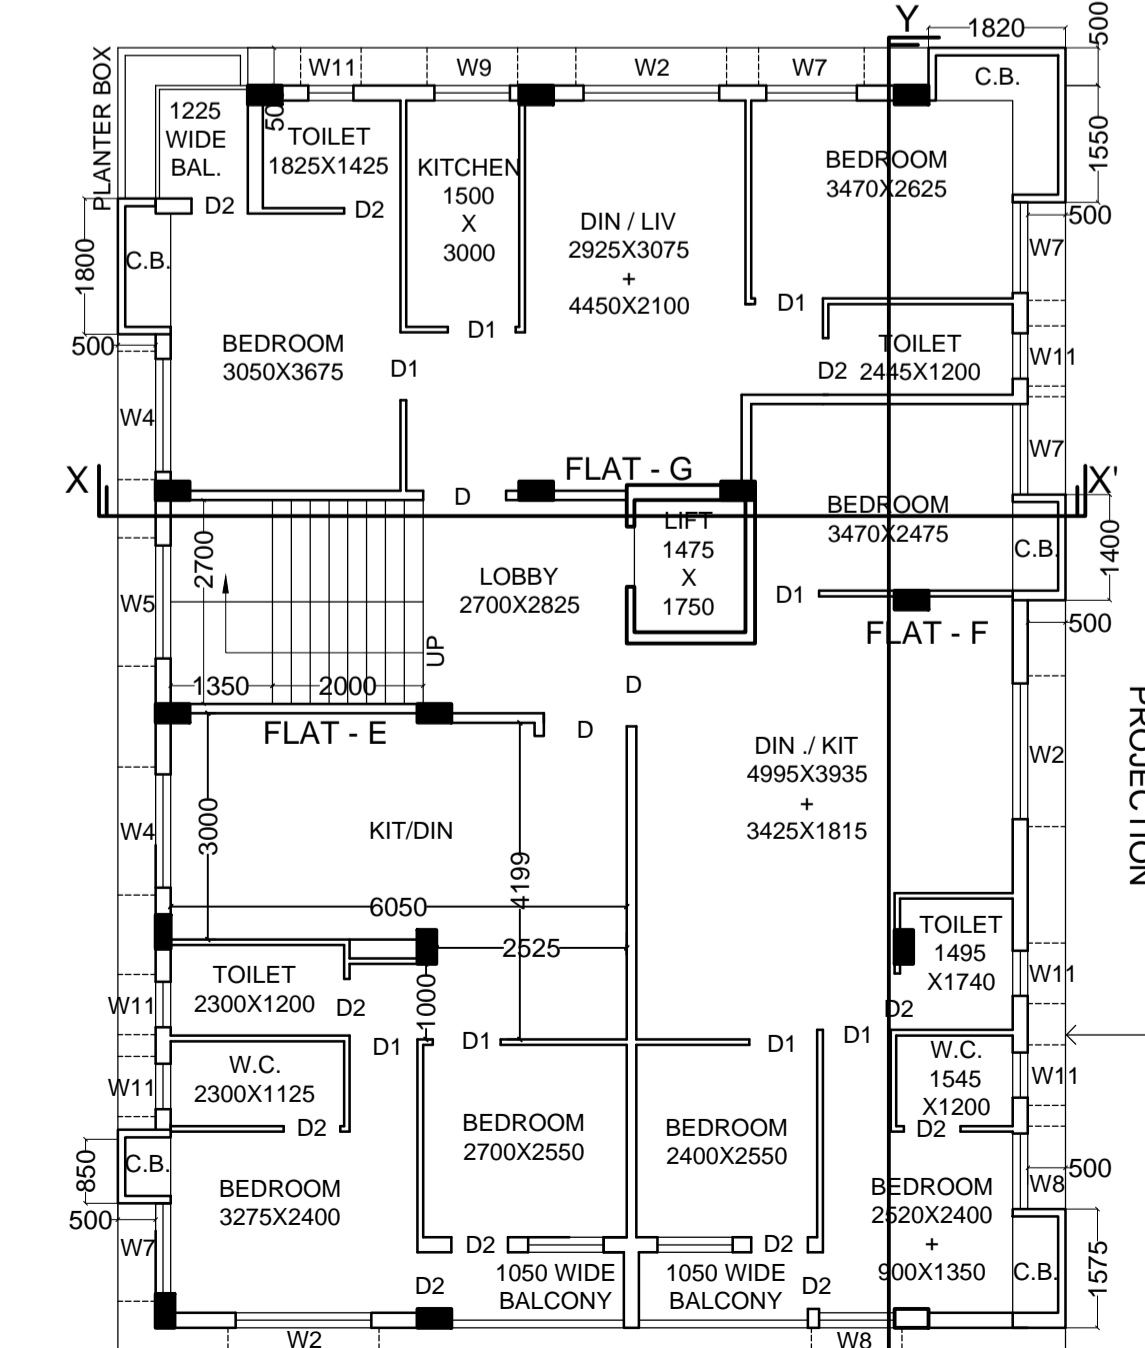 Y
1820
500
PLANTER BOX
W11
W9
W2
W7
C.B.
1225
WIDE
BAL.
50
TOILET
1825X1425
KITCHEN
1500
X
3000
BEDROOM
3470X2625
1550
D2
D2
DIN / LIV
2925X3075
+
4450X2100
500
1800
C.B.
W7
D1
D1
500
BEDROOM
3050X3675
D1
TOILET
D2 2445X1200
W11
W4
W7
X
FLAT - G
X'
D
LIFT
1475
X
1750
BEDROOM
3470X2475
C.B.
1400
2700
LOBBY
2700X2825
W5
D1
500
FLAT - F
UP
1350
2000
D
FLAT - E
D
PROJECTION
DIN ./ KIT
4995X3935
+
3425X1815
W2
W4
3000
KIT/DIN
4199
6050
2525
TOILET
1495
X1740
TOILET
2300X1200
W11
D2
1000
W11
D2
D1
D1
D1
D1
W.C.
2300X1125
W11
W.C.
1545
X1200
W11
D2
BEDROOM
2700X2550
BEDROOM
2400X2550
D2
850
C.B.
500
BEDROOM
3275X2400
BEDROOM
2520X2400
+
900X1350
W8
500
W7
D2
D2
1050 WIDE
BALCONY
1050 WIDE
BALCONY
D2
D2
C.B.
1575
W2
W8